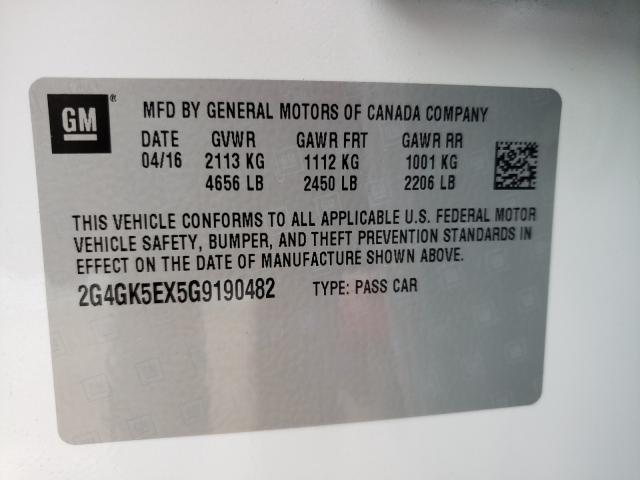 GM®
MFD BY GENERAL MOTORS OF CANADA COMPANY
DATE GVWR GAWR FRT GAWR RR
04/16 2113 KG 1112 KG 1001 KG
4656 LB 2450 LB 2206 LB
THIS VEHICLE CONFORMS TO ALL APPLICABLE U.S. FEDERAL MOTOR
VEHICLE SAFETY, BUMPER, AND THEFT PREVENTION STANDARDS IN
EFFECT ON THE DATE OF MANUFACTURE SHOWN ABOVE.
2G4GK5EX5G9190482 TYPE: PASS CAR